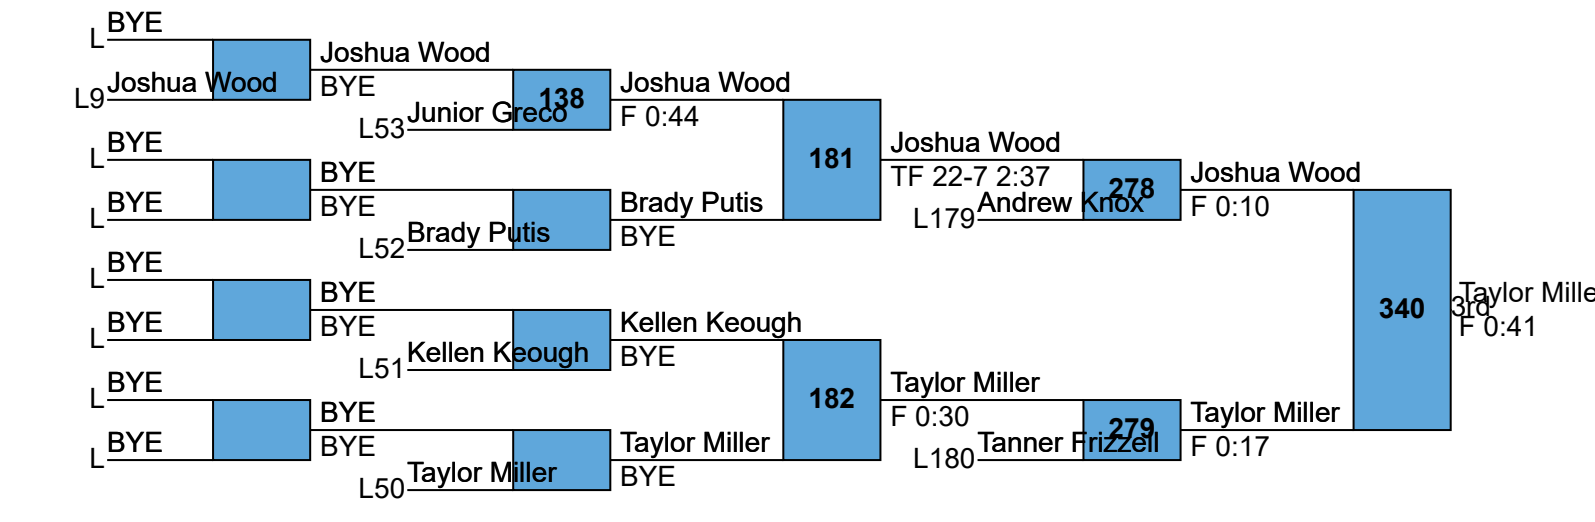 BYE
L
Joshua Wood
L9
Joshua Wood
BYE
Junior Greco
L53
138
Joshua Wood
F 0:44
BYE
L
BYE
L
BYE
BYE
Brady Putis
L52
Brady Putis
BYE
181
Joshua Wood
TF 22-7 2:37
Andrew Knox
L179
278
Joshua Wood
F 0:10
BYE
L
BYE
L
BYE
BYE
Kellen Keough
L51
Kellen Keough
BYE
BYE
L
BYE
L
BYE
BYE
Taylor Miller
L50
Taylor Miller
BYE
182
Taylor Miller
F 0:30
Tanner Frizzell
L180
279
Taylor Miller
F 0:17
340
Taylor Mille
3rd
F 0:41